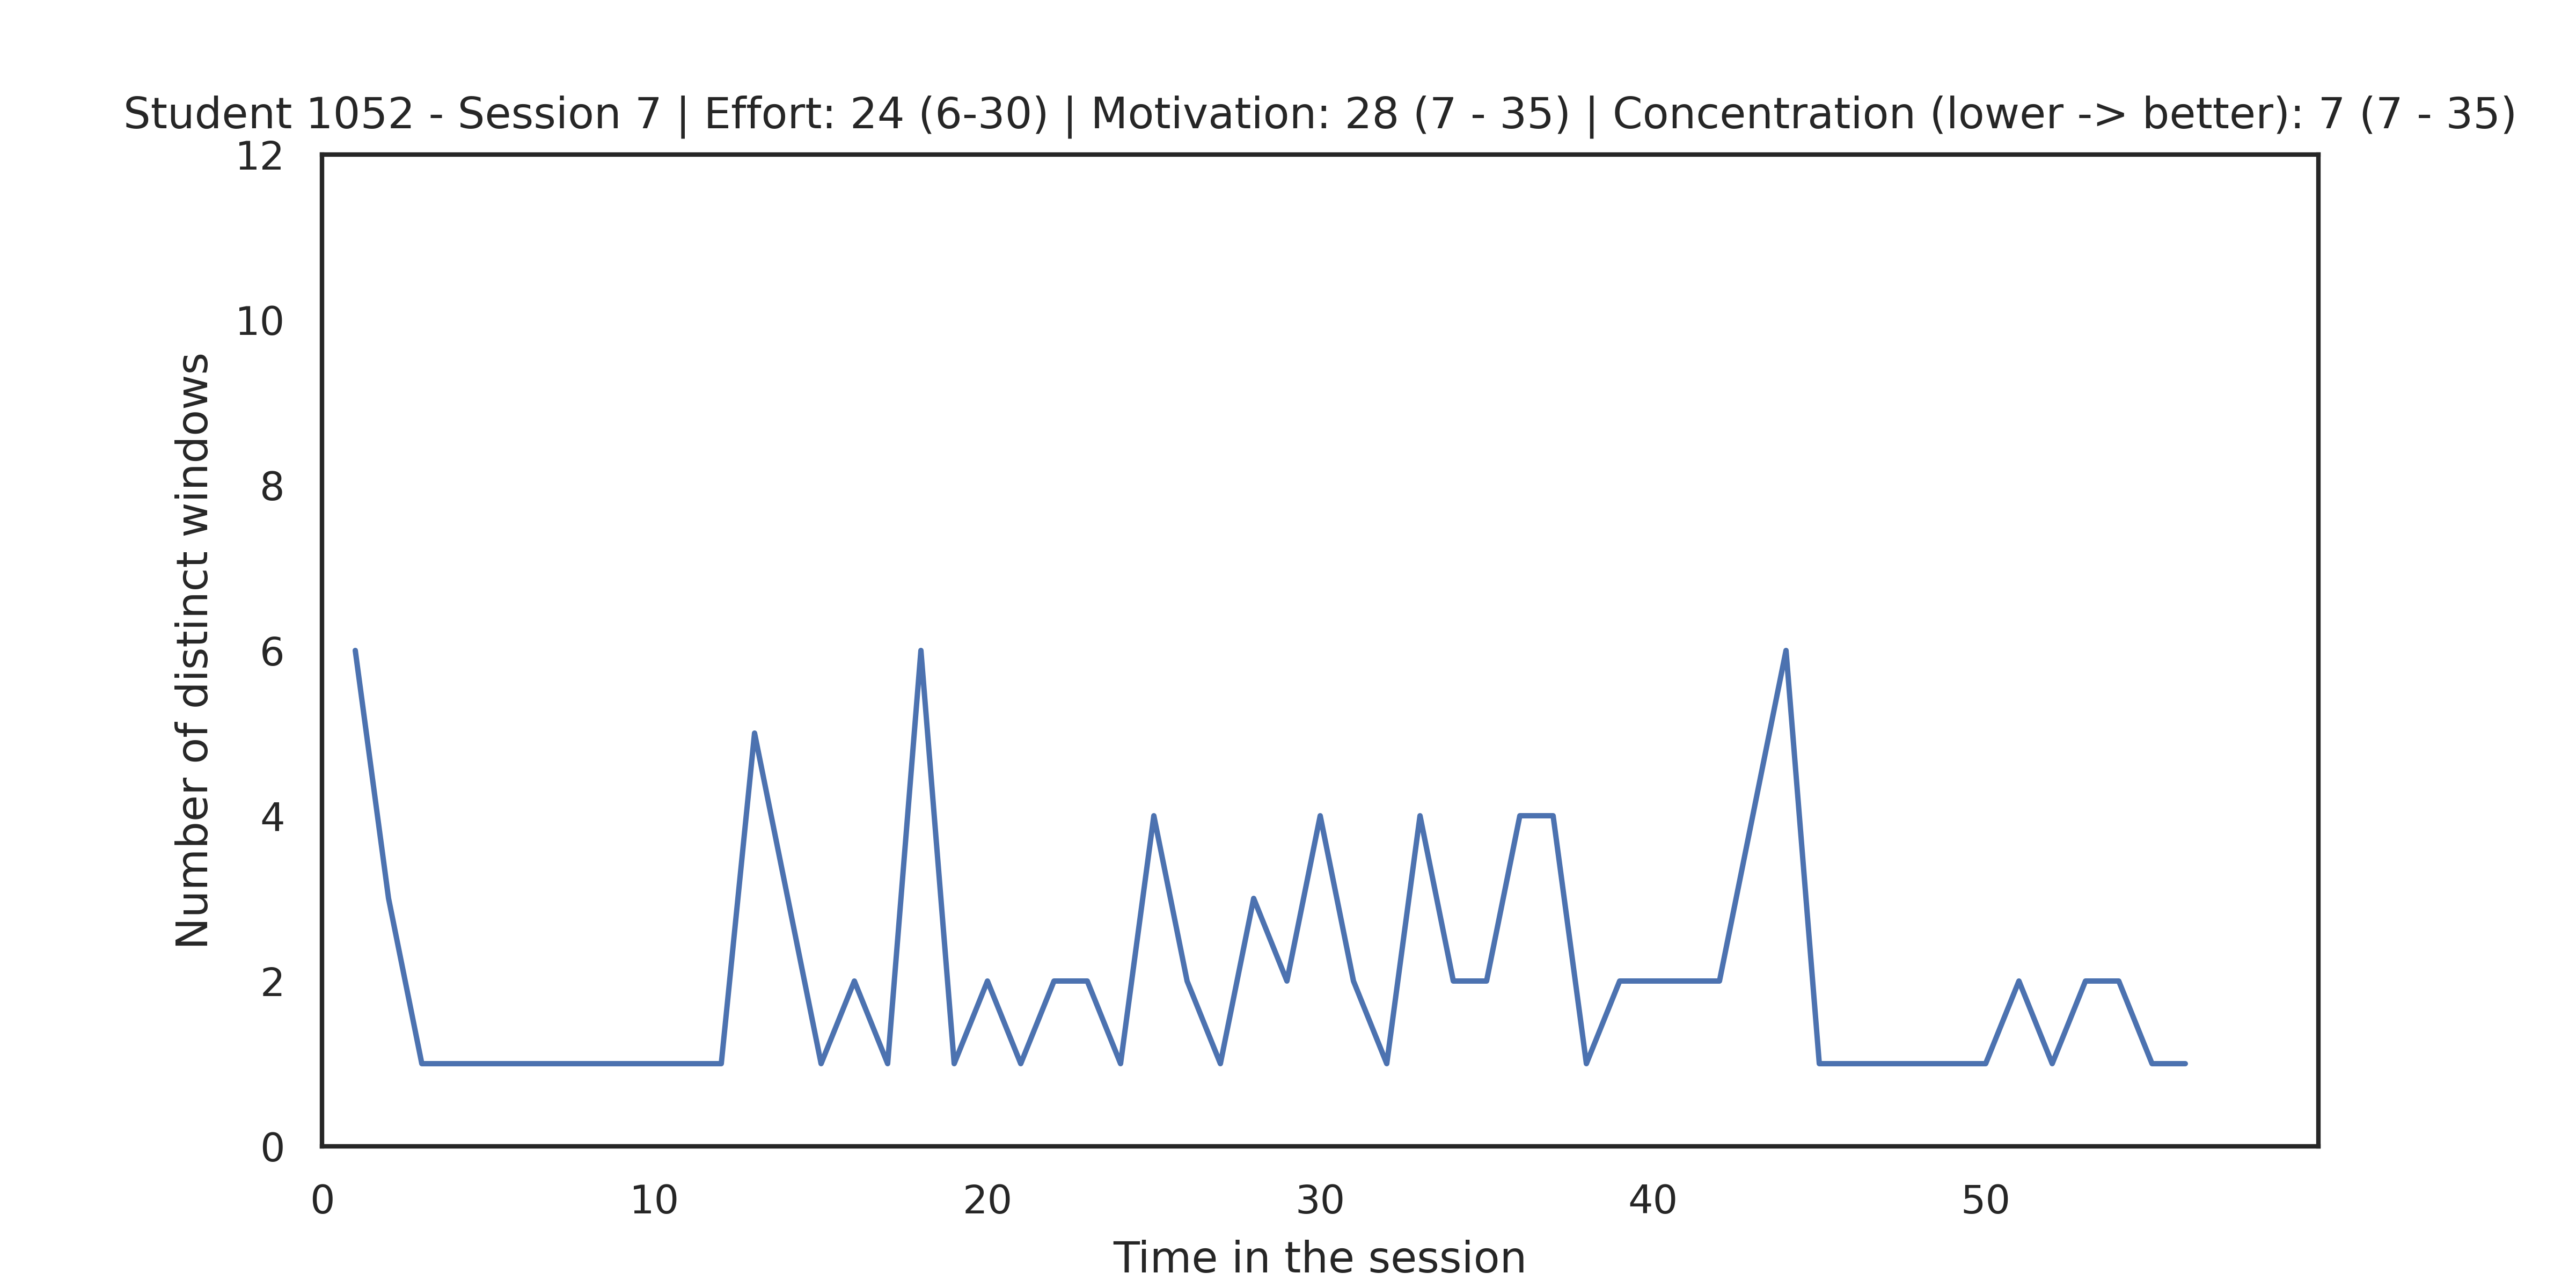 Student 1052 - Session 7 | Effort: 24 (6-30) | Motivation: 28 (7 - 35) | Concentration (lower -> better): 7 (7 - 35)
12
10
8
6
4
2
0
Number of distinct windows
0 10 20 30 40 50
Time in the session